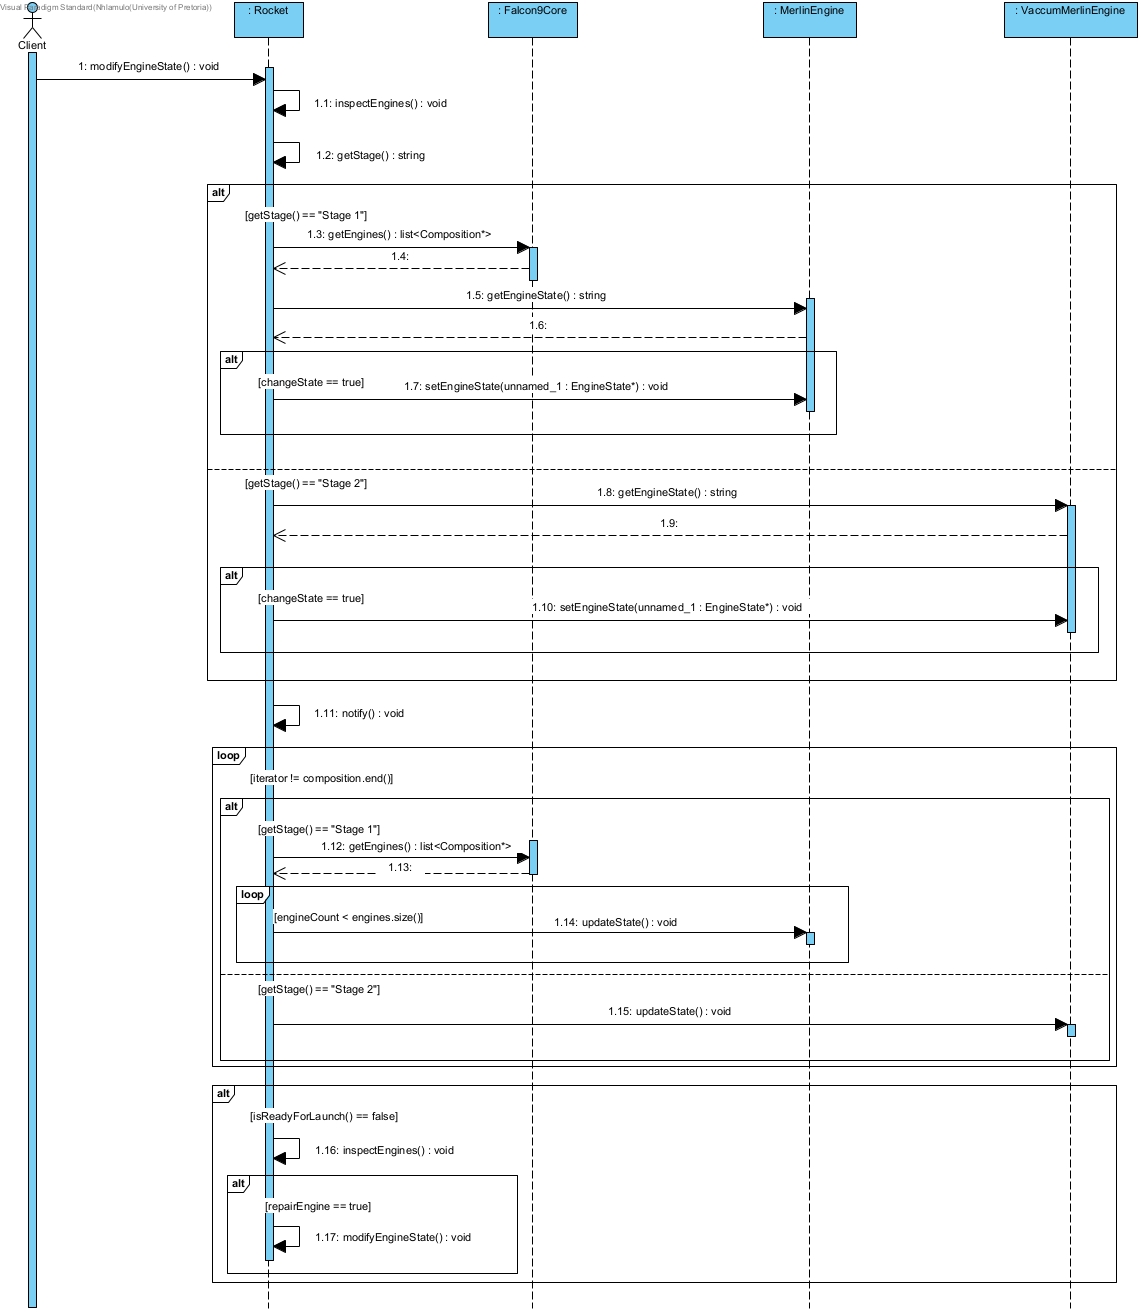 Visual Paradigm Standard(Nhlamulo(University of Pretoria))
Client
: Rocket
: Falcon9Core
: MerlinEngine
: VaccumMerlinEngine
1: modifyEngineState() : void
1.1: inspectEngines() : void
1.2: getStage() : string
alt
[getStage() == "Stage 1"]
1.3: getEngines() : list<Composition*>
1.4:
1.5: getEngineState() : string
1.6:
alt
[changeState == true]
1.7: setEngineState(unnamed_1 : EngineState*) : void
[getStage() == "Stage 2"]
1.8: getEngineState() : string
1.9:
alt
[changeState == true]
1.10: setEngineState(unnamed_1 : EngineState*) : void
1.11: notify() : void
loop
[iterator != composition.end()]
alt
[getStage() == "Stage 1"]
1.12: getEngines() : list<Composition*>
1.13:
loop
[engineCount < engines.size()]
1.14: updateState() : void
[getStage() == "Stage 2"]
1.15: updateState() : void
alt
[isReadyForLaunch() == false]
1.16: inspectEngines() : void
alt
[repairEngine == true]
1.17: modifyEngineState() : void